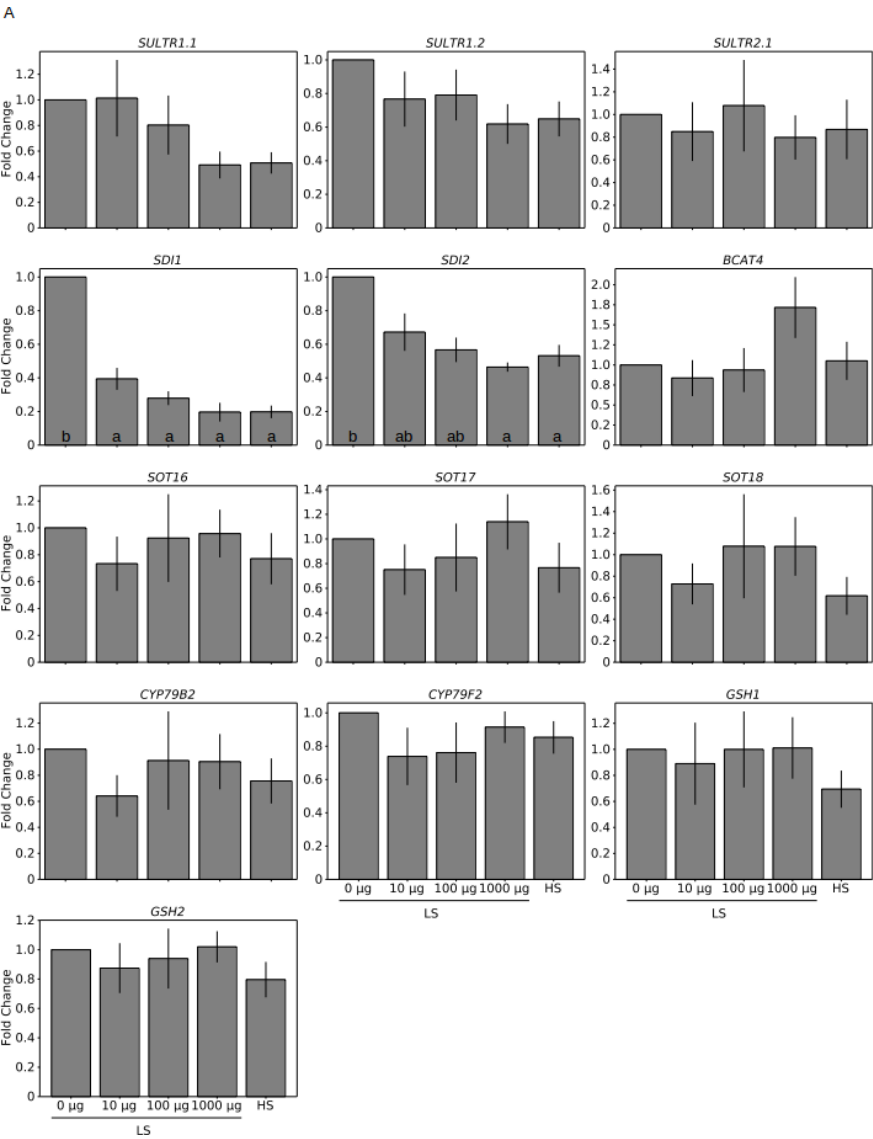 A
SULTR1.1 SULTR1.2 SULTR2.1
Fold Change
1.2 1.0 0.8 0.6 0.4 0.2 0
1.0 0.8 0.6 0.4 0.2 0
1.4 1.2 1.0 0.8 0.6 0.4 0.2 0
SDI1 SDI2 BCAT4
Fold Change
1.0 0.8 0.6 0.4 0.2 0
b a a a a
1.0 0.8 0.6 0.4 0.2 0
b ab ab a a
2.0 1.8 1.5 1.2 1.0 0.8 0.5 0.2 0
SOT16 SOT17 SOT18
Fold Change
1.2 1.0 0.8 0.6 0.4 0.2 0
1.4 1.2 1.0 0.8 0.6 0.4 0.2 0
1.6 1.4 1.2 1.0 0.8 0.6 0.4 0.2 0
CYP79B2 CYP79F2 GSH1
Fold Change
1.2 1.0 0.8 0.6 0.4 0.2 0
1.0 0.8 0.6 0.4 0.2 0
1.2 1.0 0.8 0.6 0.4 0.2 0
0 μg 10 μg 100 μg 1000 μg HS
LS
0 μg 10 μg 100 μg 1000 μg HS
LS
GSH2
Fold Change
1.2 1.0 0.8 0.6 0.4 0.2 0
0 μg 10 μg 100 μg 1000 μg HS
LS